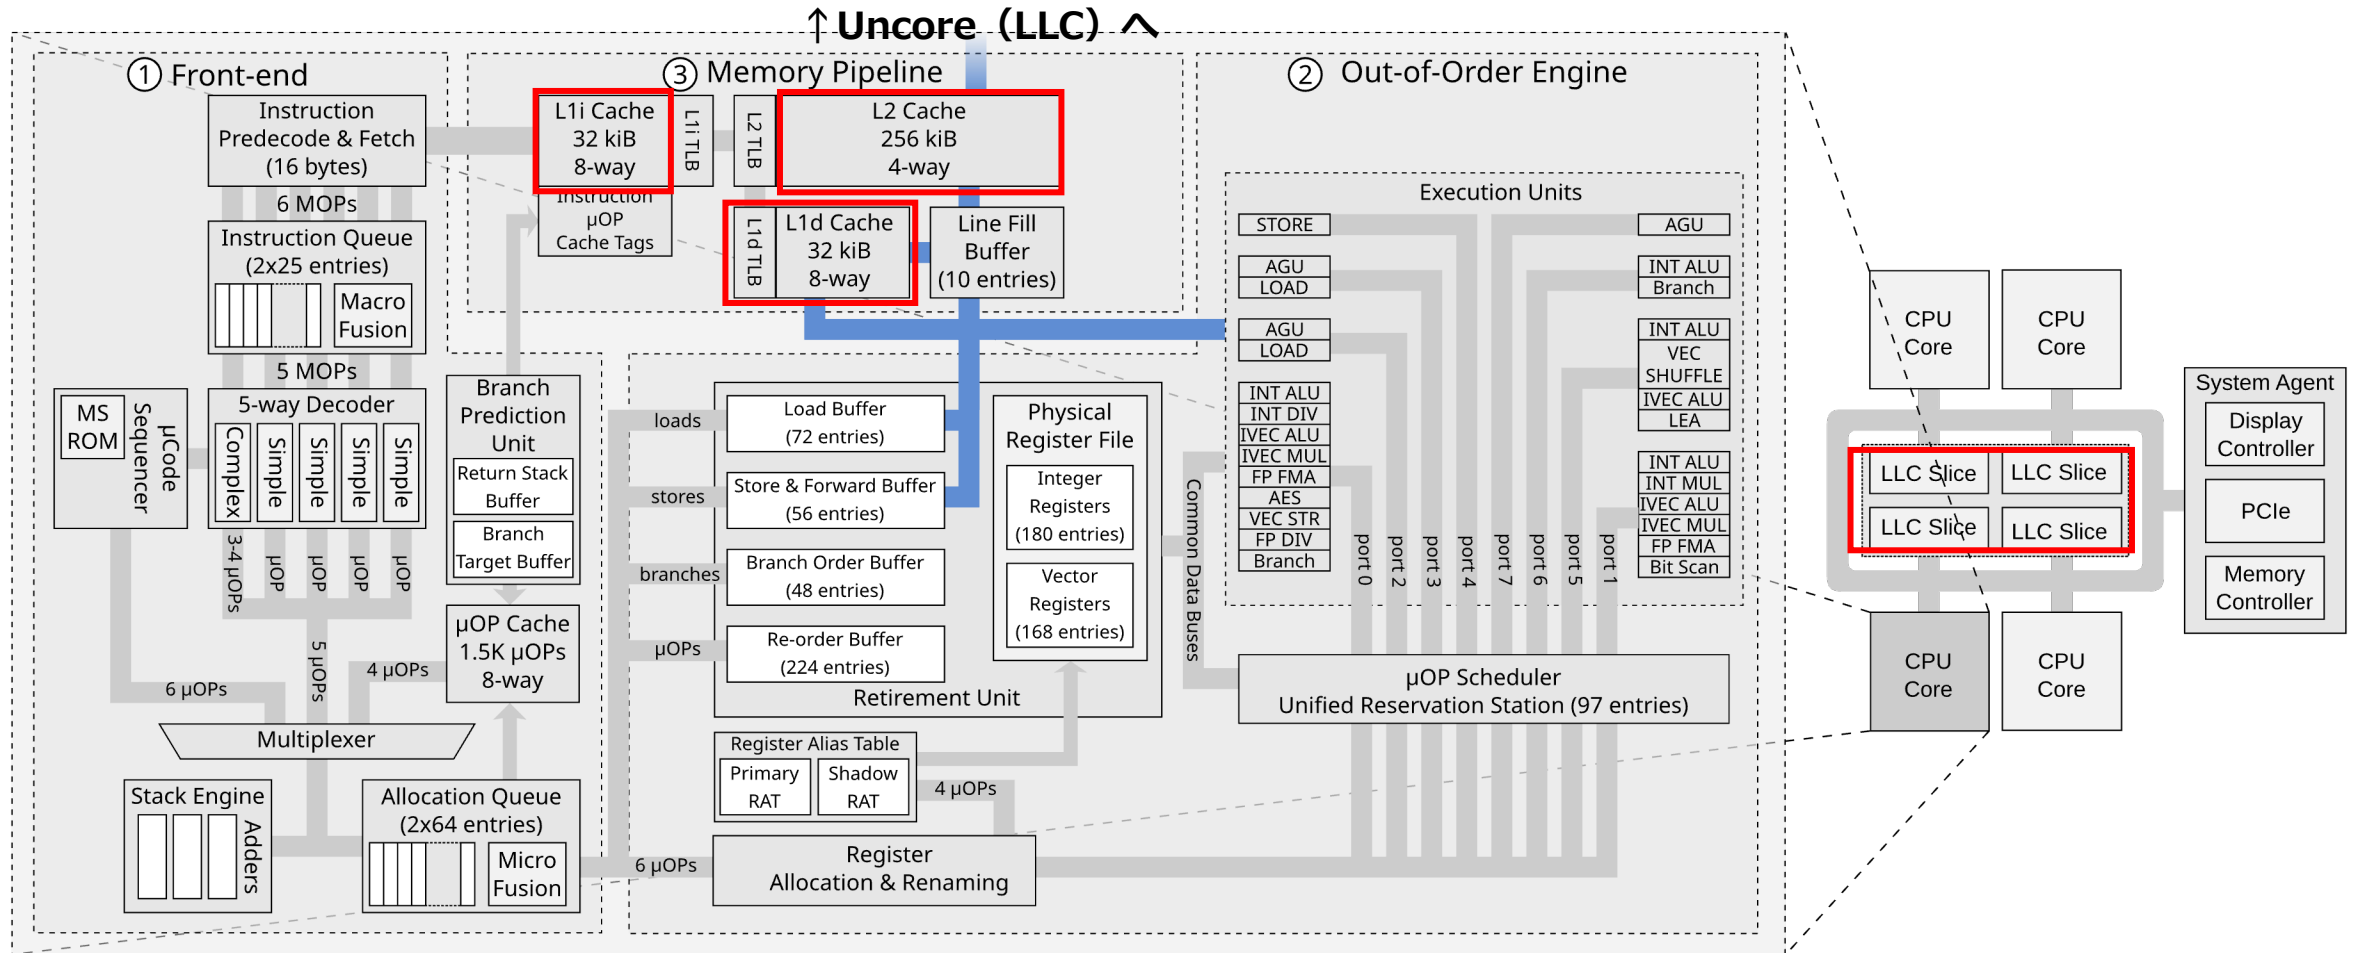 ↑Uncore（LLC）へ
① Front-end
Instruction
Predecode & Fetch
(16 bytes)
6 MOPs
Instruction Queue
(2x25 entries)
Macro
Fusion
5 MOPs
MS
ROM
µCode
Sequencer
5-way Decoder
Complex
Simple
Simple
Simple
Simple
3-4 µOPs
µOP
µOP
µOP
µOP
Branch
Prediction
Unit
Return Stack
Buffer
Branch
Target Buffer
µOP Cache
1.5K µOPs
8-way
5 µOPs
4 µOPs
6 µOPs
Multiplexer
Stack Engine
Adders
Allocation Queue
(2x64 entries)
Micro
Fusion
③ Memory Pipeline
L1i Cache
32 kiB
8-way
L1i TLB
Instruction
µOP
Cache Tags
L2 TLB
L2 Cache
256 kiB
4-way
L1d TLB
L1d Cache
32 kiB
8-way
Line Fill
Buffer
(10 entries)
② Out-of-Order Engine
loads
Load Buffer
(72 entries)
stores
Store & Forward Buffer
(56 entries)
branches
Branch Order Buffer
(48 entries)
µOPs
Re-order Buffer
(224 entries)
Retirement Unit
Physical
Register File
Integer
Registers
(180 entries)
Vector
Registers
(168 entries)
Register Alias Table
Primary
RAT
Shadow
RAT
4 µOPs
6 µOPs
Register
Allocation & Renaming
Common Data Buses
Execution Units
STORE
AGU
LOAD
AGU
LOAD
INT ALU
INT DIV
IVEC ALU
IVEC MUL
FP FMA
AES
VEC STR
FP DIV
Branch
port 0
port 2
port 3
port 4
port 7
port 6
port 5
port 1
AGU
INT ALU
Branch
INT ALU
VEC
SHUFFLE
IVEC ALU
LEA
INT ALU
INT MUL
IVEC ALU
IVEC MUL
FP FMA
Bit Scan
µOP Scheduler
Unified Reservation Station (97 entries)
CPU
Core
CPU
Core
LLC Slice
LLC Slice
LLC Slice
LLC Slice
CPU
Core
CPU
Core
System Agent
Display
Controller
PCIe
Memory
Controller